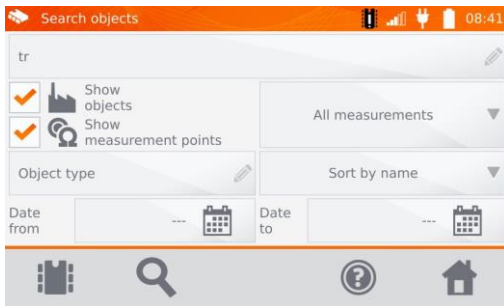 Search objects 08:41
tr
Show
objects
Show
measurement points
All measurements
Object type
Sort by name
Date
from
---
Date
to
---